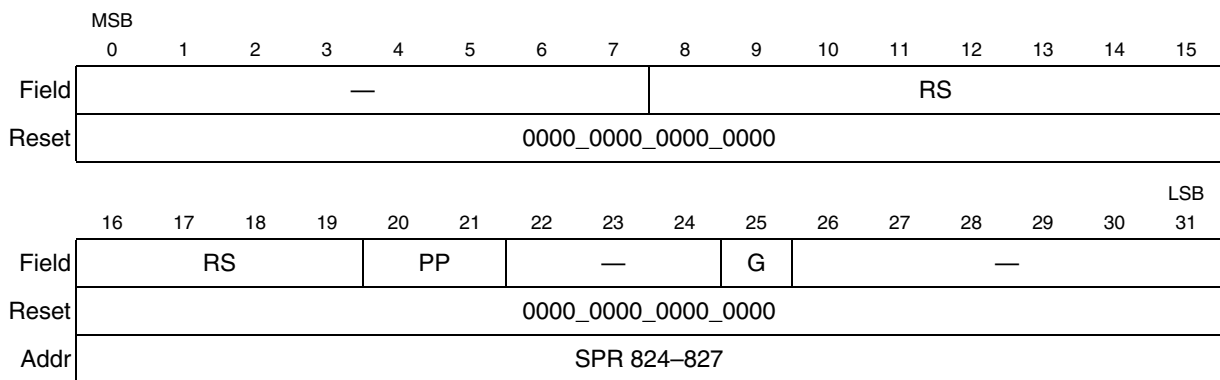 MSB
0 1 2 3 4 5 6 7 8 9 10 11 12 13 14 15
Field — RS
Reset 0000_0000_0000_0000
LSB
16 17 18 19 20 21 22 23 24 25 26 27 28 29 30 31
Field RS PP — G —
Reset 0000_0000_0000_0000
Addr SPR 824–827